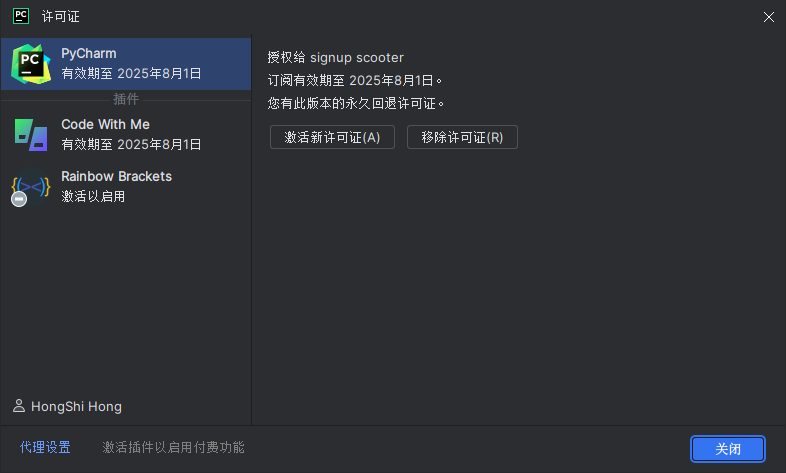 PC 许可证
PC
PyCharm
有效期至 2025年8月1日
插件
Code With Me
有效期至 2025年8月1日
Rainbow Brackets
激活以启用
授权给 signup scooter
订阅有效期至 2025年8月1日。
您有此版本的永久回退许可证。
激活新许可证(A) 移除许可证(R)
HongShi Hong
代理设置 激活插件以启用付费功能 关闭